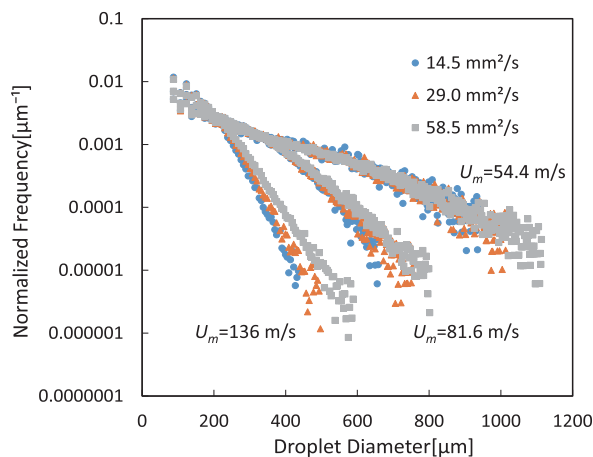 0.1
0.01
0.001
0.0001
0.00001
0.000001
0.0000001
Normalized Frequency[μm⁻¹]
14.5 mm²/s
29.0 mm²/s
58.5 mm²/s
Um=54.4 m/s
Um=136 m/s
Um=81.6 m/s
0 200 400 600 800 1000 1200
Droplet Diameter[μm]